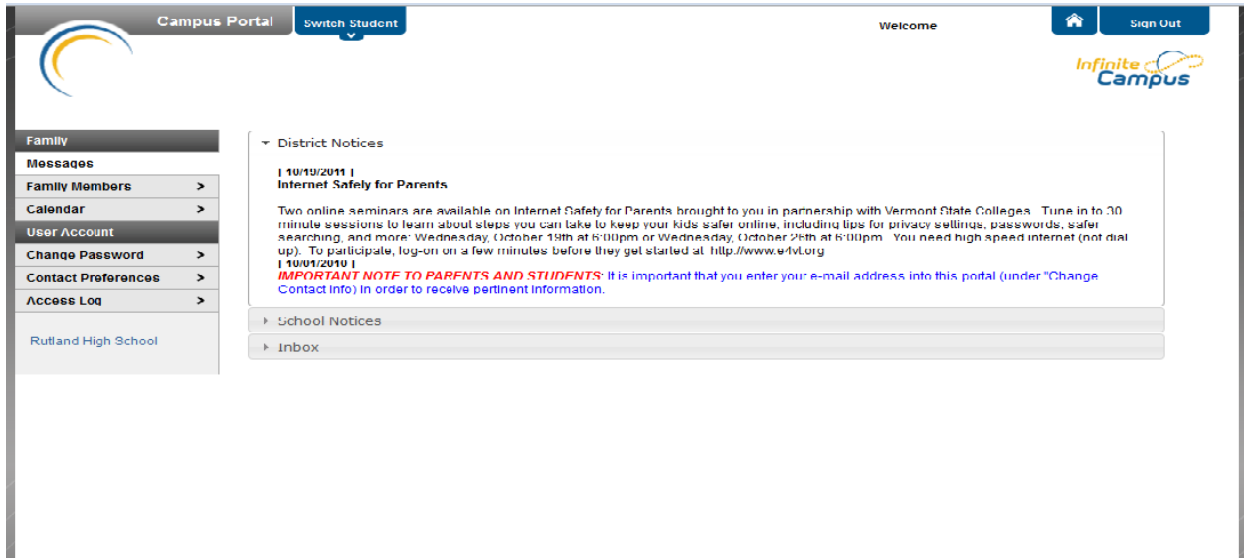 Campus Portal
Switch Student
Welcome
Sign Out
Infinite
Campus
Family
Messages
Family Members >
Calendar >
User Account
Change Password >
Contact Preferences >
Access Log >
Rutland High School
District Notices
| 10/19/2011 |
Internet Safely for Parents
Two online seminars are available on Internet Safety for Parents brought to you in partnership with Vermont State Colleges. Tune in to 30
minute sessions to learn about steps you can take to keep your kids safer online, including tips for privacy settings, passwords, safer
searching, and more: Wednesday, October 19th at 6:00pm or Wednesday, October 26th at 6:00pm. You need high speed internet (not dial
up). To participate, log-on on a few minutes before they get started at http://www.e4vt.org
| 10/01/2010 |
IMPORTANT NOTE TO PARENTS AND STUDENTS: It is important that you enter your e-mail address into this portal (under "Change
Contact Info) in order to receive pertinent information.
School Notices
Inbox